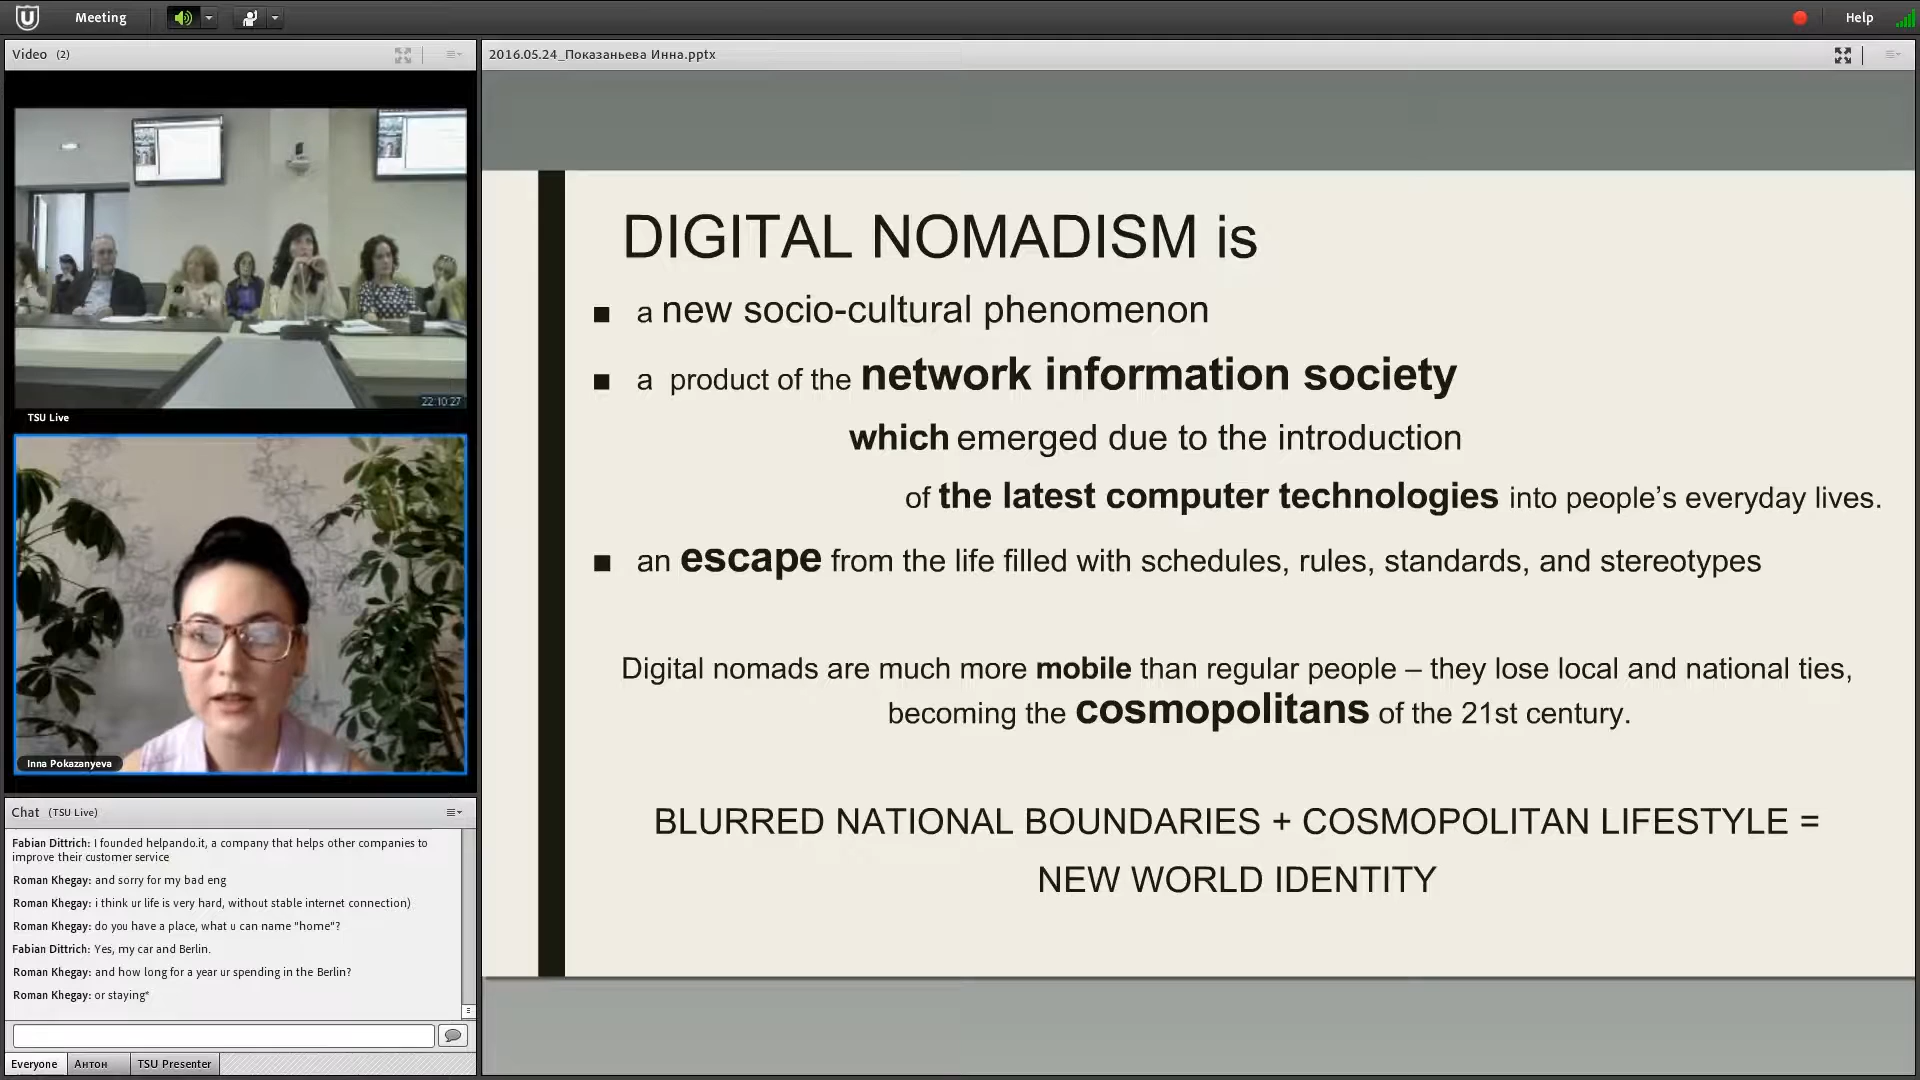 Meeting
Help
Video (2)
2016.05.24_Показаньева Инна.pptx
22:10:27
TSU Live
Inna Pokazanyeva
Chat (TSU Live)
Fabian Dittrich: I founded helpando.it, a company that helps other companies to
improve their customer service
Roman Khegay: and sorry for my bad eng
Roman Khegay: i think ur life is very hard, without stable internet connection)
Roman Khegay: do you have a place, what u can name "home"?
Fabian Dittrich: Yes, my car and Berlin.
Roman Khegay: and how long for a year ur spending in the Berlin?
Roman Khegay: or staying*
Everyone
Антон
TSU Presenter
DIGITAL NOMADISM is
■ a new socio-cultural phenomenon
■ a product of the network information society
which emerged due to the introduction
of the latest computer technologies into people’s everyday lives.
■ an escape from the life filled with schedules, rules, standards, and stereotypes
Digital nomads are much more mobile than regular people – they lose local and national ties,
becoming the cosmopolitans of the 21st century.
BLURRED NATIONAL BOUNDARIES + COSMOPOLITAN LIFESTYLE =
NEW WORLD IDENTITY